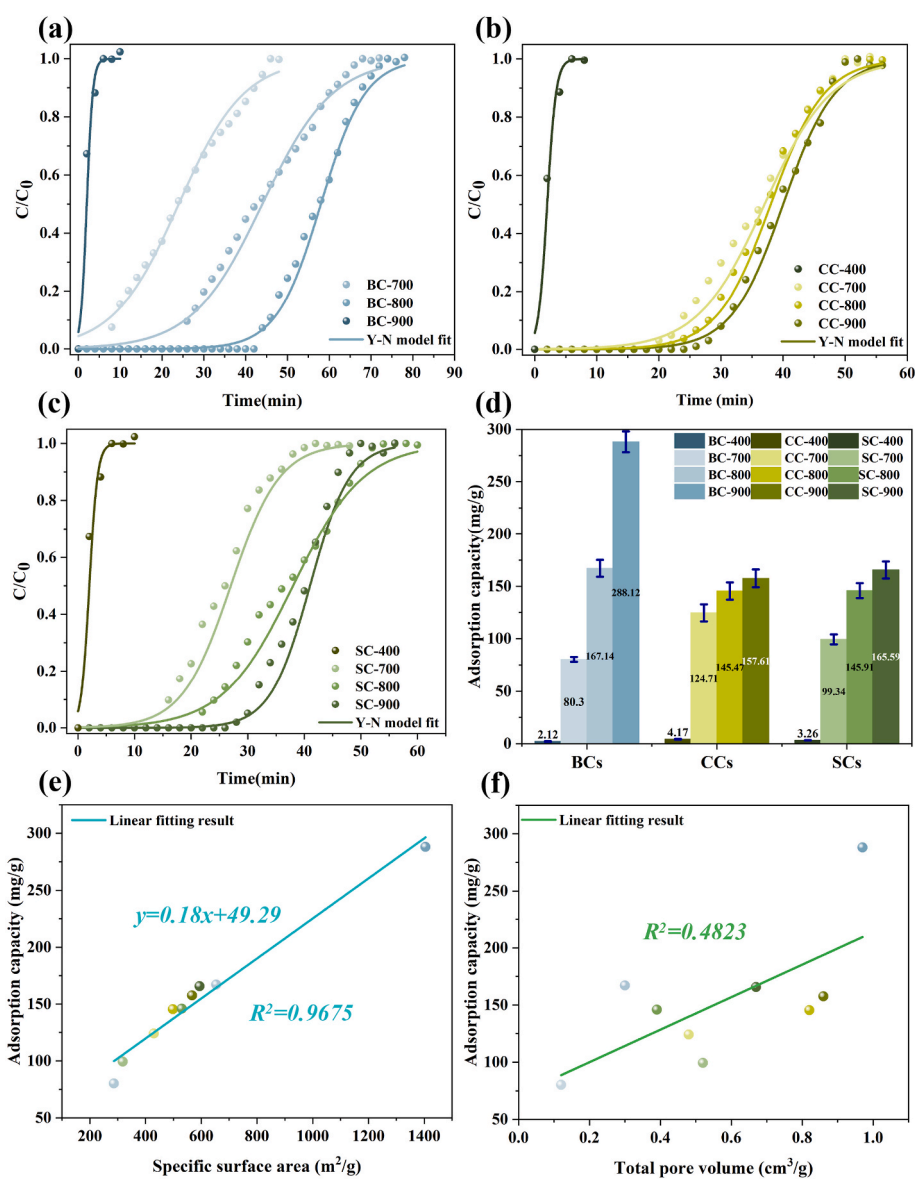 (a)
C/C0
1.0
0.8
0.6
0.4
0.2
0.0
BC-700
BC-800
BC-900
Y-N model fit
0 10 20 30 40 50 60 70 80 90
Time(min)
(b)
C/C0
1.0
0.8
0.6
0.4
0.2
0.0
CC-400
CC-700
CC-800
CC-900
Y-N model fit
0 10 20 30 40 50 60
Time (min)
(c)
C/C0
1.0
0.8
0.6
0.4
0.2
0.0
SC-400
SC-700
SC-800
SC-900
Y-N model fit
0 10 20 30 40 50 60
Time(min)
(d)
Adsorption capacity(mg/g)
300
250
200
150
100
50
0
BC-400 CC-400 SC-400
BC-700 CC-700 SC-700
BC-800 CC-800 SC-800
BC-900 CC-900 SC-900
2.12
80.3
167.14
288.12
4.17
124.71
145.47
157.61
3.26
99.34
145.91
165.59
BCs CCs SCs
(e)
Adsorption capacity (mg/g)
300
250
200
150
100
50
Linear fitting result
y=0.18x+49.29
R²=0.9675
200 400 600 800 1000 1200 1400
Specific surface area (m²/g)
(f)
Adsorption capacity (mg/g)
300
250
200
150
100
50
Linear fitting result
R²=0.4823
0.0 0.2 0.4 0.6 0.8 1.0
Total pore volume (cm³/g)